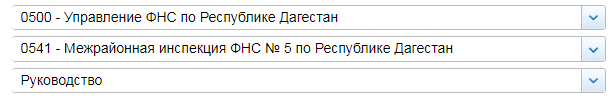 0500 - Управление ФНС по Республике Дагестан
0541 - Межрайонная инспекция ФНС № 5 по Республике Дагестан
Руководство